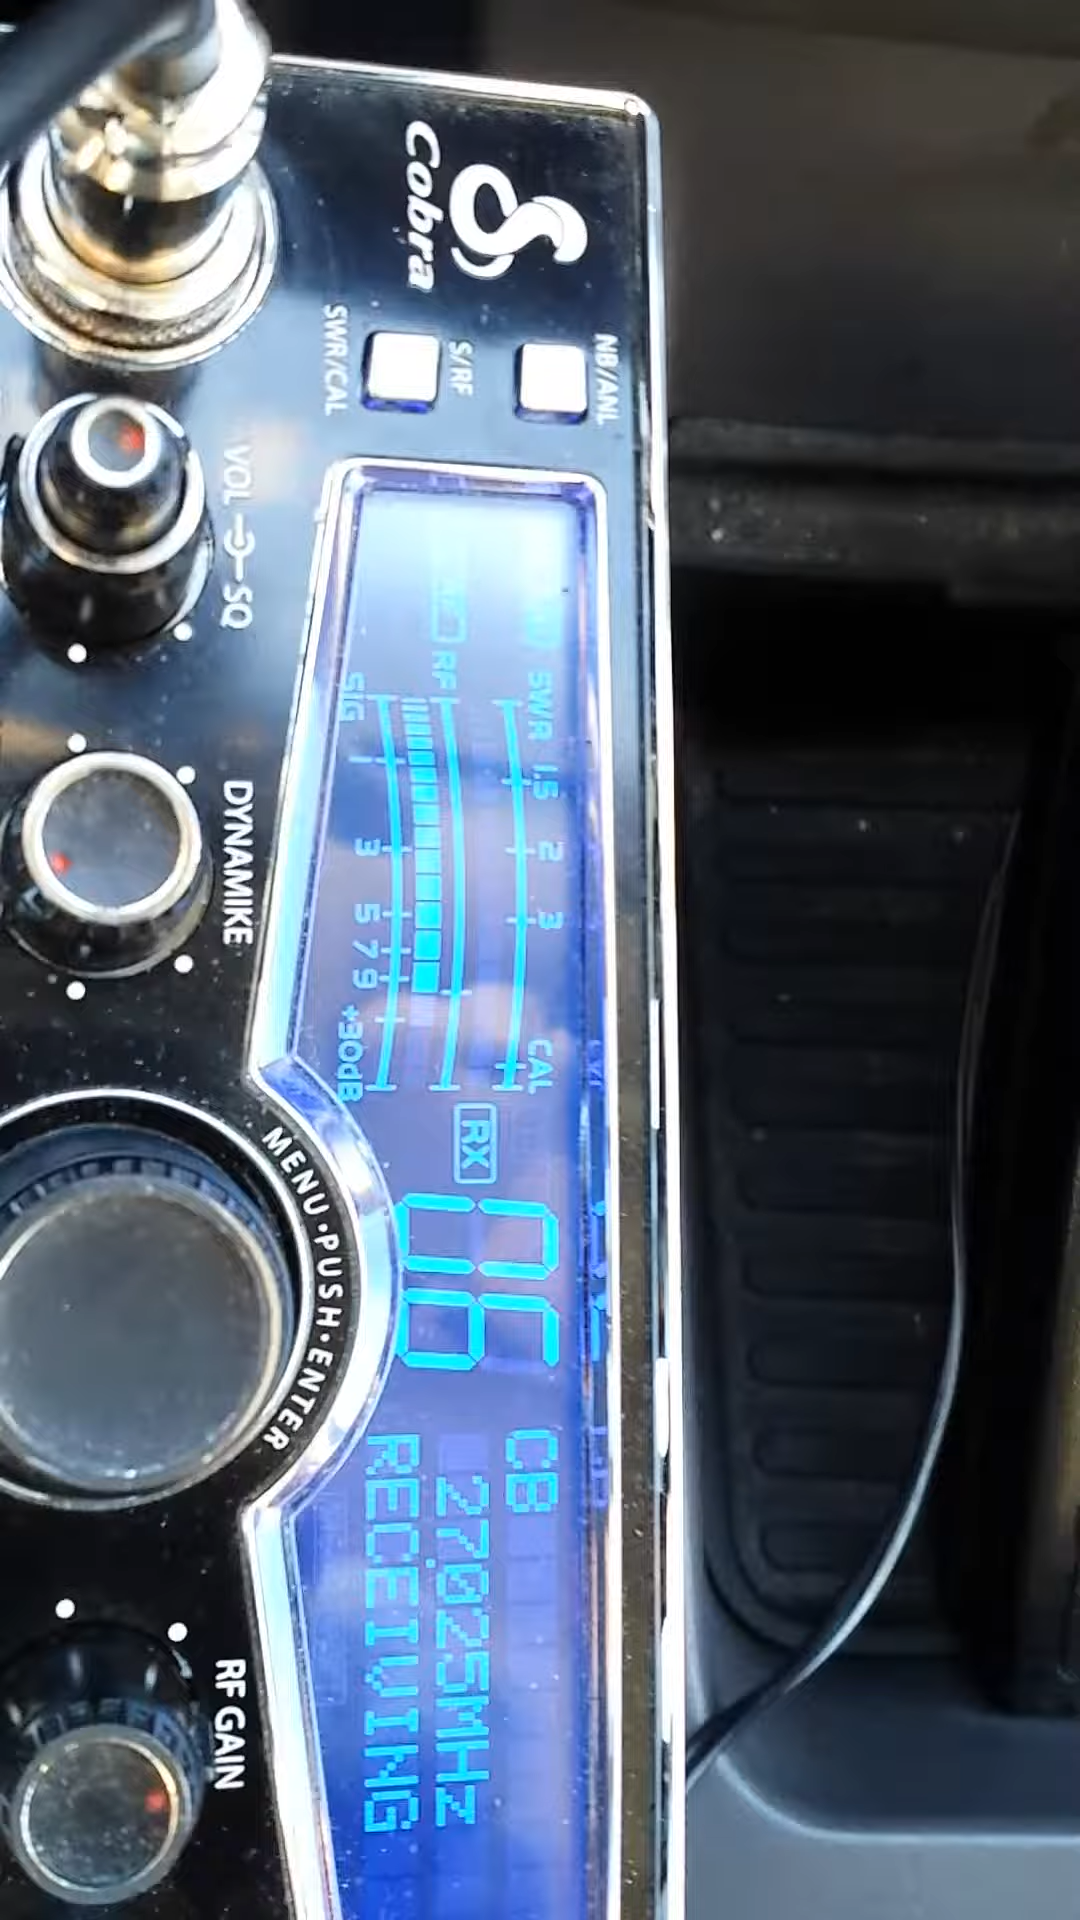 Cobra
NB/ANL
S/RF
SWR/CAL
VOL SQ
DYNAMIKE
MENU•PUSH•ENTER
RF GAIN
SWR 1.5 2 3 CAL
RF
SIG 1 3 5 7 9 +30dB
RX
06
CB
27.025MHz
RECEIVING